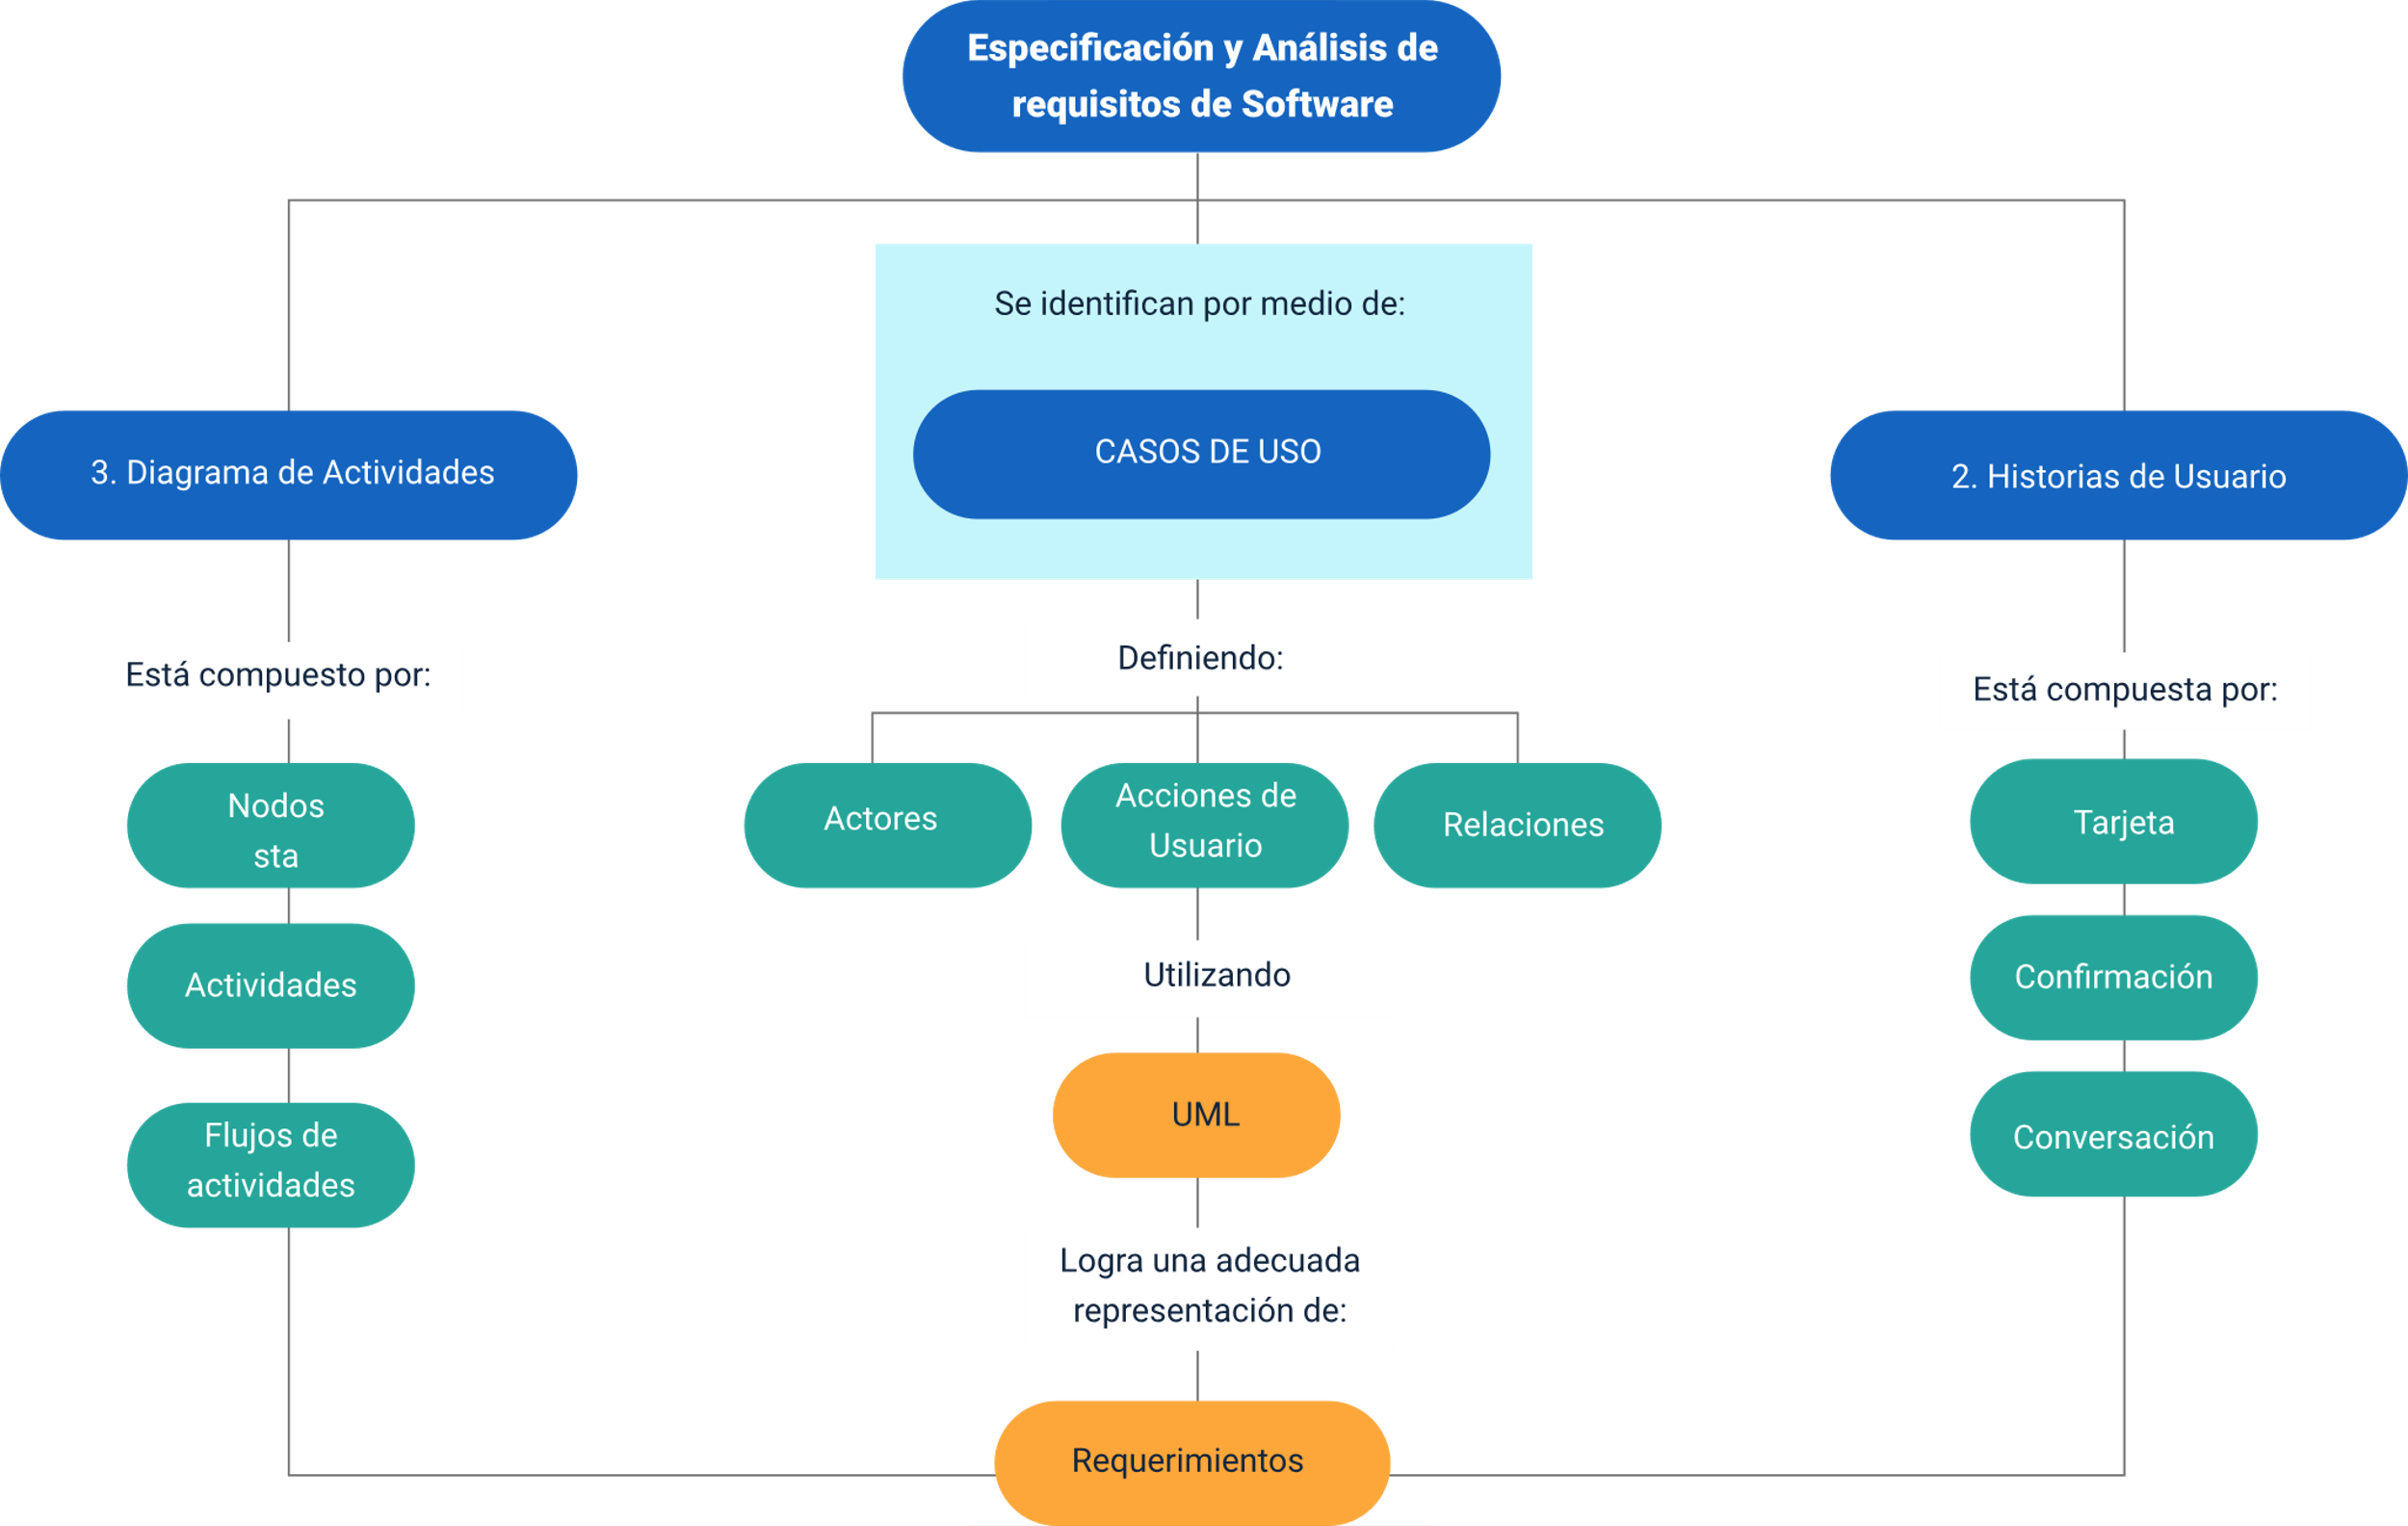 Especificación y Análisis de
requisitos de Software
Se identifican por medio de:
CASOS DE USO
3. Diagrama de Actividades
2. Historias de Usuario
Definiendo:
Está compuesto por:
Está compuesta por:
Nodos
sta
Actores
Acciones de
Usuario
Relaciones
Tarjeta
Actividades
Utilizando
Confirmación
UML
Flujos de
actividades
Conversación
Logra una adecuada
representación de:
Requerimientos